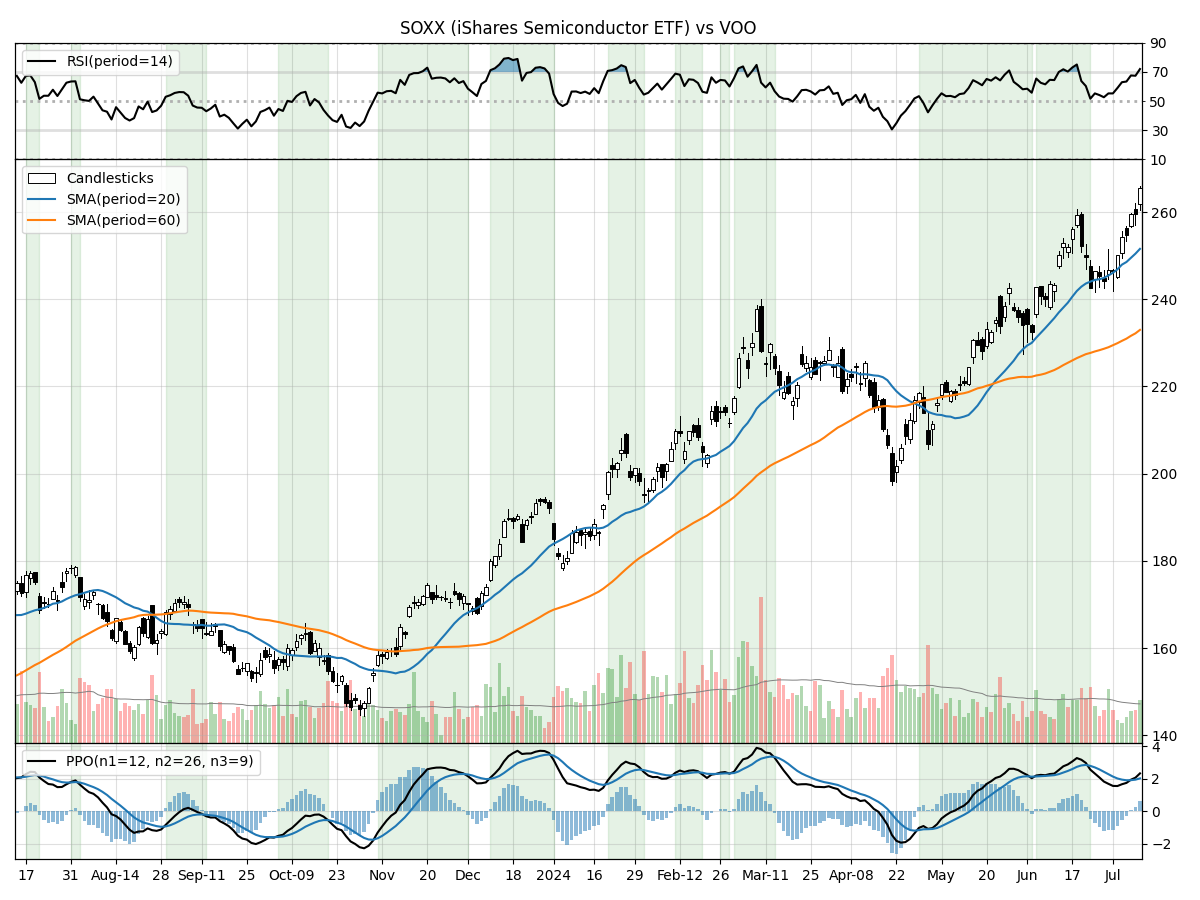 SOXX (iShares Semiconductor ETF) vs VOO
RSI(period=14)
90
70
50
30
10
Candlesticks
SMA(period=20)
SMA(period=60)
260
240
220
200
180
160
140
PPO(n1=12, n2=26, n3=9)
4
2
0
−2
17 31 Aug-14 28 Sep-11 25 Oct-09 23 Nov 20 Dec 18 2024 16 29 Feb-12 26 Mar-11 25 Apr-08 22 May 20 Jun 17 Jul